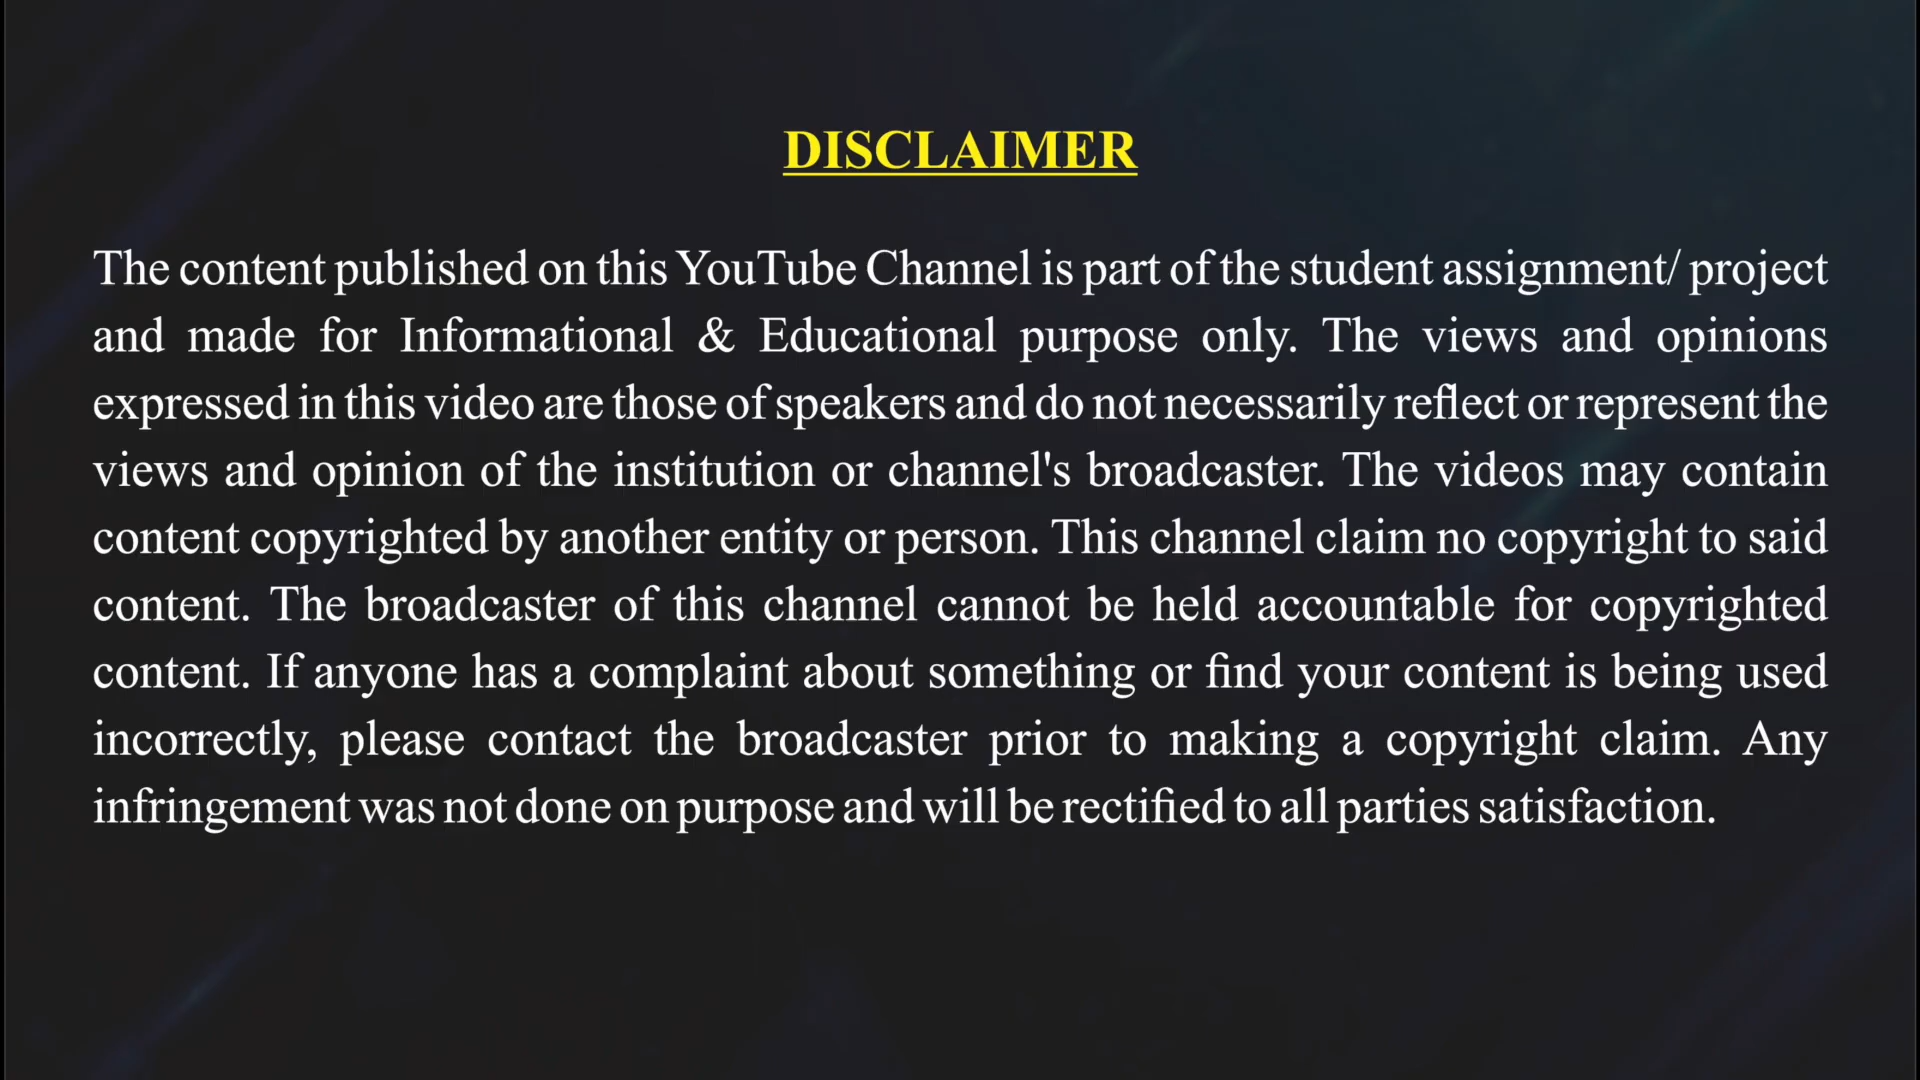 DISCLAIMER
The content published on this YouTube Channel is part of the student assignment/ project
and made for Informational & Educational purpose only. The views and opinions
expressed in this video are those of speakers and do not necessarily reflect or represent the
views and opinion of the institution or channel's broadcaster. The videos may contain
content copyrighted by another entity or person. This channel claim no copyright to said
content. The broadcaster of this channel cannot be held accountable for copyrighted
content. If anyone has a complaint about something or find your content is being used
incorrectly, please contact the broadcaster prior to making a copyright claim. Any
infringement was not done on purpose and will be rectified to all parties satisfaction.